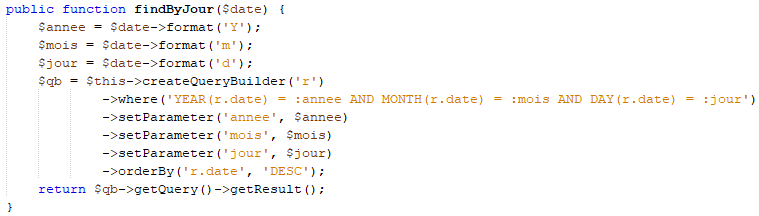 public function findByJour($date) {
    $annee = $date->format('Y');
    $mois = $date->format('m');
    $jour = $date->format('d');
    $qb = $this->createQueryBuilder('r')
            ->where('YEAR(r.date) = :annee AND MONTH(r.date) = :mois AND DAY(r.date) = :jour')
            ->setParameter('annee', $annee)
            ->setParameter('mois', $mois)
            ->setParameter('jour', $jour)
            ->orderBy('r.date', 'DESC');
    return $qb->getQuery()->getResult();
}